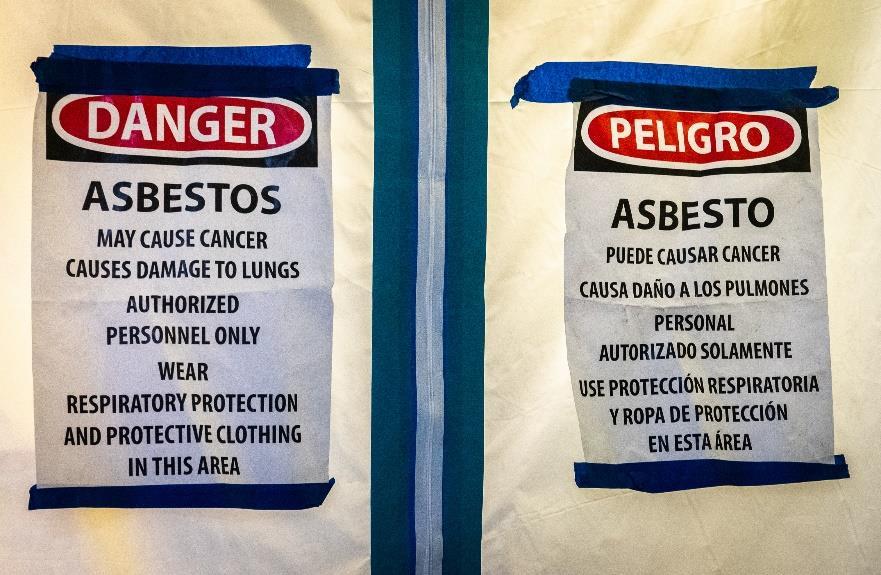 DANGER
ASBESTOS
MAY CAUSE CANCER
CAUSES DAMAGE TO LUNGS
AUTHORIZED
PERSONNEL ONLY
WEAR
RESPIRATORY PROTECTION
AND PROTECTIVE CLOTHING
IN THIS AREA
PELIGRO
ASBESTO
PUEDE CAUSAR CANCER
CAUSA DAÑO A LOS PULMONES
PERSONAL
AUTORIZADO SOLAMENTE
USE PROTECCIÓN RESPIRATORIA
Y ROPA DE PROTECCIÓN
EN ESTA ÁREA